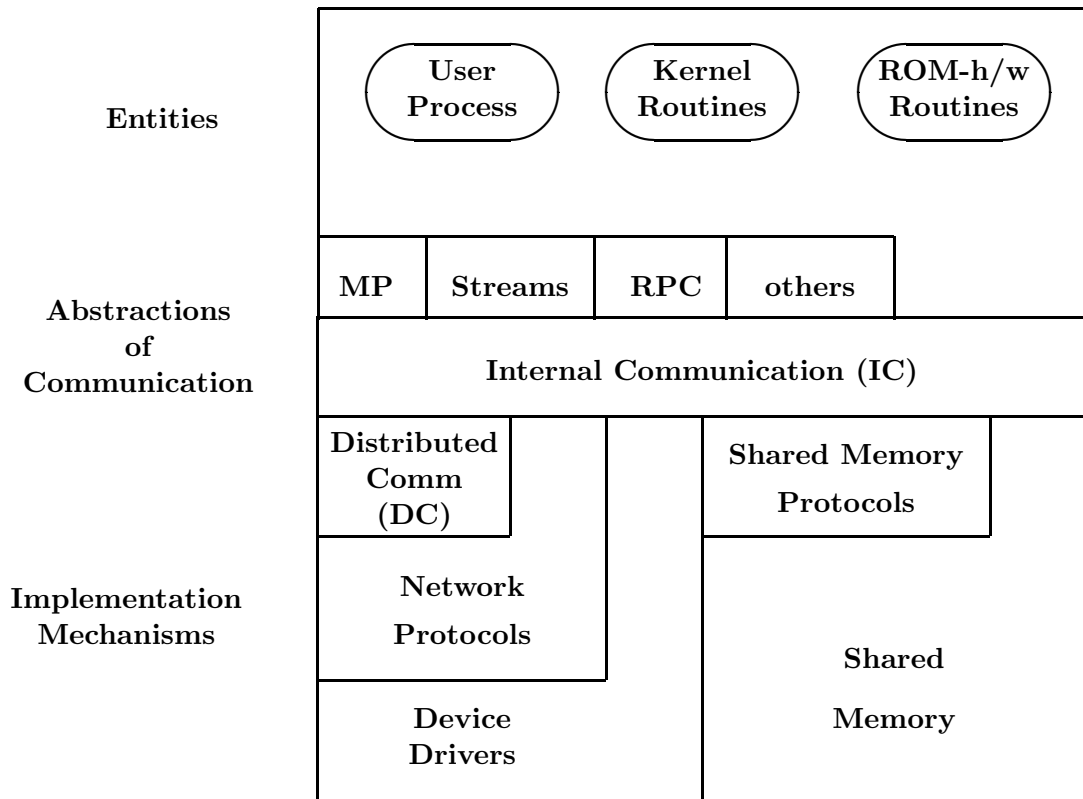 User
Process
Kernel
Routines
ROM-h/w
Routines
Entities
MP
Streams
RPC
others
Abstractions
of
Communication
Internal Communication (IC)
Distributed
Comm
(DC)
Shared Memory
Protocols
Implementation
Mechanisms
Network
Protocols
Shared
Memory
Device
Drivers